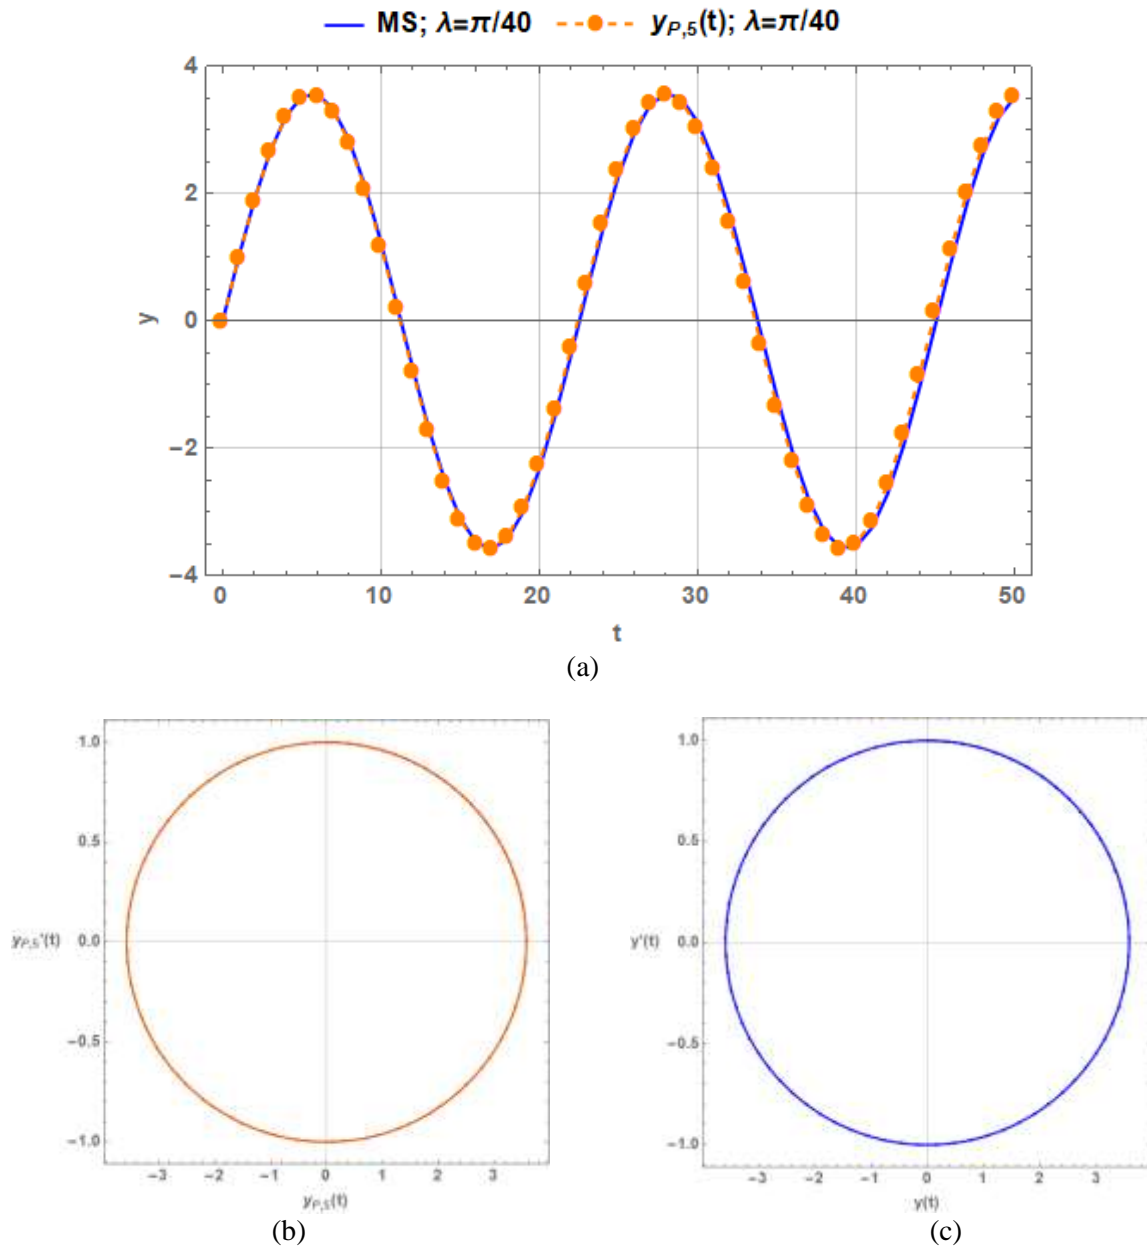 MS; λ=π/40 y_{P,5}(t); λ=π/40
4
2
y
0
−2
−4
0 10 20 30 40 50
t
(a)
1.0
0.5
y_{P,5}'(t) 0.0
−0.5
−1.0
−3 −2 −1 0 1 2 3
y_{P,5}(t)
(b)
1.0
0.5
y'(t) 0.0
−0.5
−1.0
−3 −2 −1 0 1 2 3
y(t)
(c)